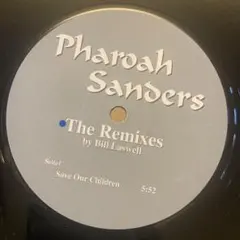 Pharoah
Sanders
The Remixes
by Bill Laswell
Save Our Children 5:52